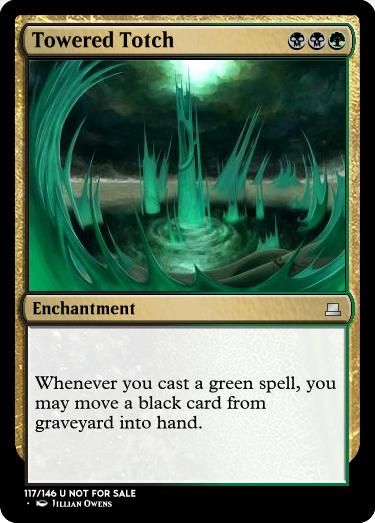 Towered Totch
Enchantment
Whenever you cast a green spell, you
may move a black card from
graveyard into hand.
117/146 U NOT FOR SALE
Jillian Owens